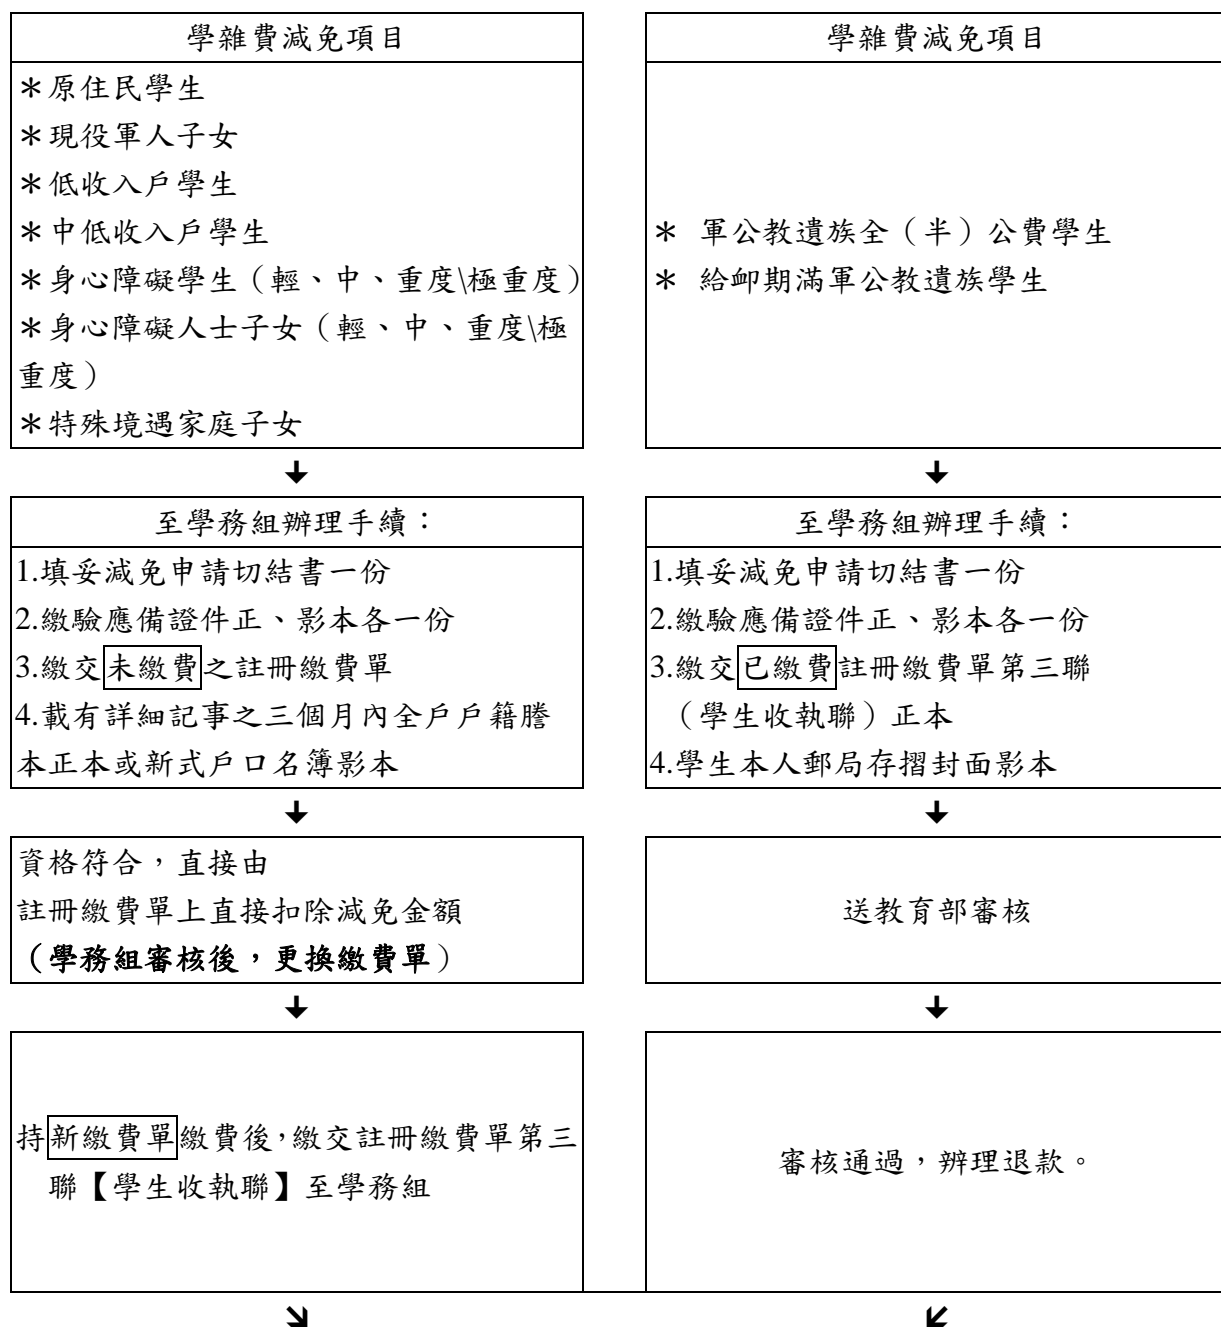 學雜費減免項目
＊原住民學生
＊現役軍人子女
＊低收入戶學生
＊中低收入戶學生
＊身心障礙學生（輕、中、重度\極重度）
＊身心障礙人士子女（輕、中、重度\極
重度）
＊特殊境遇家庭子女
至學務組辦理手續：
1.填妥減免申請切結書一份
2.繳驗應備證件正、影本各一份
3.繳交未繳費之註冊繳費單
4.載有詳細記事之三個月內全戶戶籍謄
本正本或新式戶口名簿影本
資格符合，直接由
註冊繳費單上直接扣除減免金額
（學務組審核後，更換繳費單）
持新繳費單繳費後，繳交註冊繳費單第三
聯【學生收執聯】至學務組
學雜費減免項目
＊ 軍公教遺族全（半）公費學生
＊ 給卹期滿軍公教遺族學生
至學務組辦理手續：
1.填妥減免申請切結書一份
2.繳驗應備證件正、影本各一份
3.繳交已繳費註冊繳費單第三聯
（學生收執聯）正本
4.學生本人郵局存摺封面影本
送教育部審核
審核通過，辦理退款。